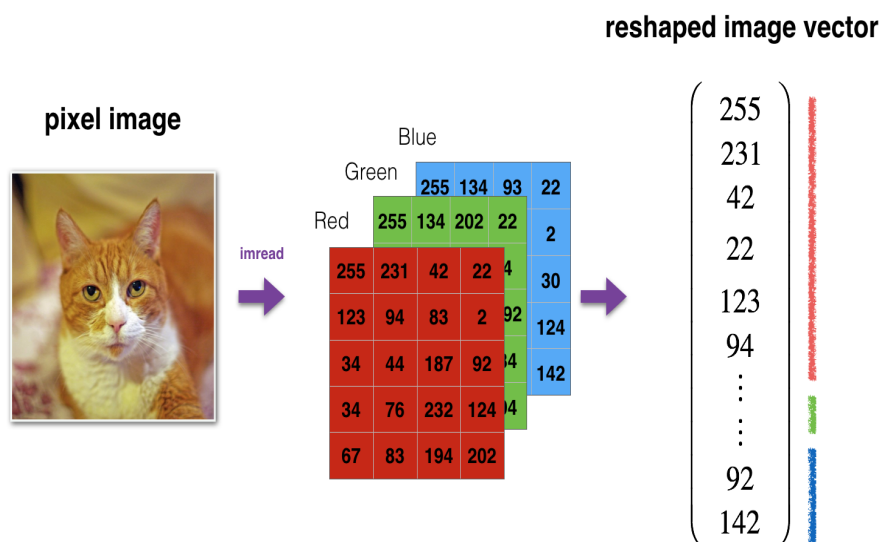 reshaped image vector
pixel image
Blue
Green
Red
imread
255 134 93 22
2
30
124
142
255 134 202 22
4
92
34
94
255 231 42 22
123 94 83 2
34 44 187 92
34 76 232 124
67 83 194 202
255
231
42
22
123
94
92
142